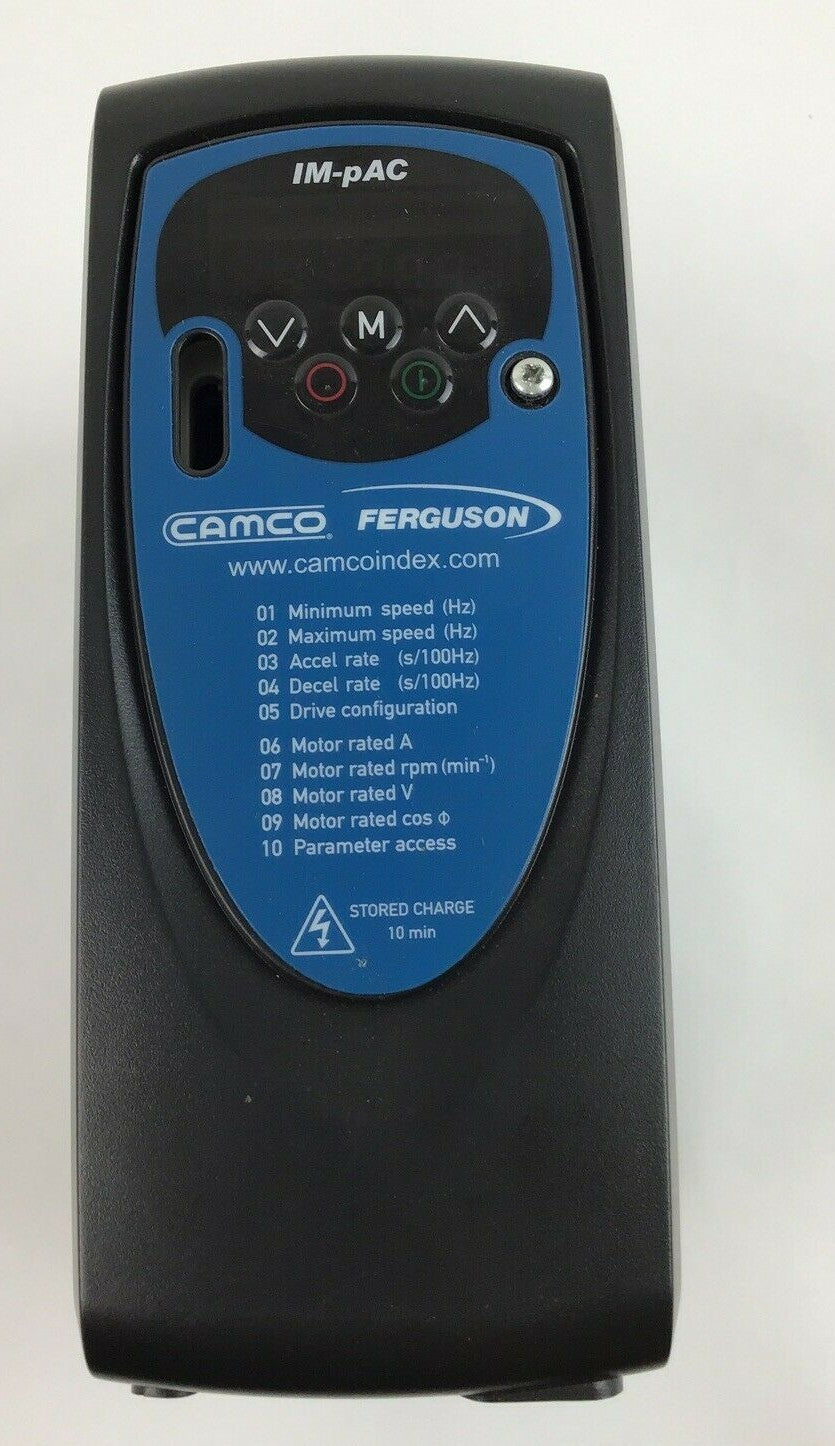 IM-pAC
M
CAMCO® FERGUSON
www.camcoindex.com
01 Minimum speed (Hz)
02 Maximum speed (Hz)
03 Accel rate (s/100Hz)
04 Decel rate (s/100Hz)
05 Drive configuration
06 Motor rated A
07 Motor rated rpm (min⁻¹)
08 Motor rated V
09 Motor rated cos Φ
10 Parameter access
STORED CHARGE
10 min